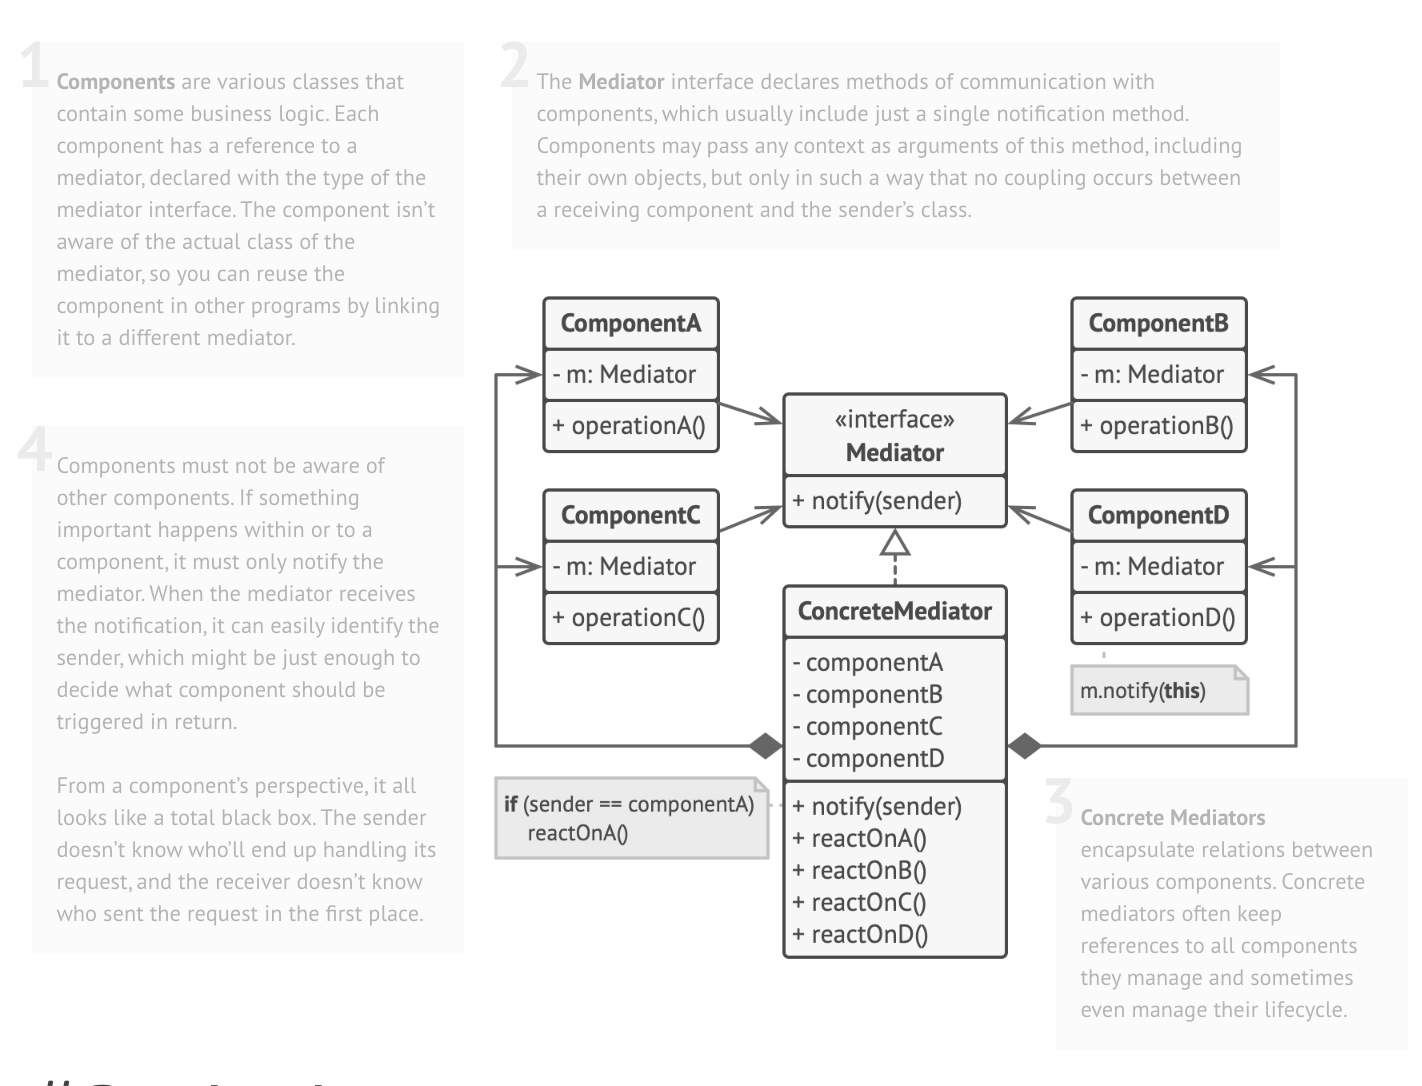 1
Components are various classes that
contain some business logic. Each
component has a reference to a
mediator, declared with the type of the
mediator interface. The component isn’t
aware of the actual class of the
mediator, so you can reuse the
component in other programs by linking
it to a different mediator.
2
The Mediator interface declares methods of communication with
components, which usually include just a single notification method.
Components may pass any context as arguments of this method, including
their own objects, but only in such a way that no coupling occurs between
a receiving component and the sender’s class.
ComponentA
- m: Mediator
+ operationA()
ComponentB
- m: Mediator
+ operationB()
«interface»
Mediator
+ notify(sender)
ComponentC
- m: Mediator
+ operationC()
ComponentD
- m: Mediator
+ operationD()
m.notify(this)
ConcreteMediator
- componentA
- componentB
- componentC
- componentD
+ notify(sender)
+ reactOnA()
+ reactOnB()
+ reactOnC()
+ reactOnD()
if (sender == componentA)
reactOnA()
4
Components must not be aware of
other components. If something
important happens within or to a
component, it must only notify the
mediator. When the mediator receives
the notification, it can easily identify the
sender, which might be just enough to
decide what component should be
triggered in return.
From a component’s perspective, it all
looks like a total black box. The sender
doesn’t know who’ll end up handling its
request, and the receiver doesn’t know
who sent the request in the first place.
3
Concrete Mediators
encapsulate relations between
various components. Concrete
mediators often keep
references to all components
they manage and sometimes
even manage their lifecycle.